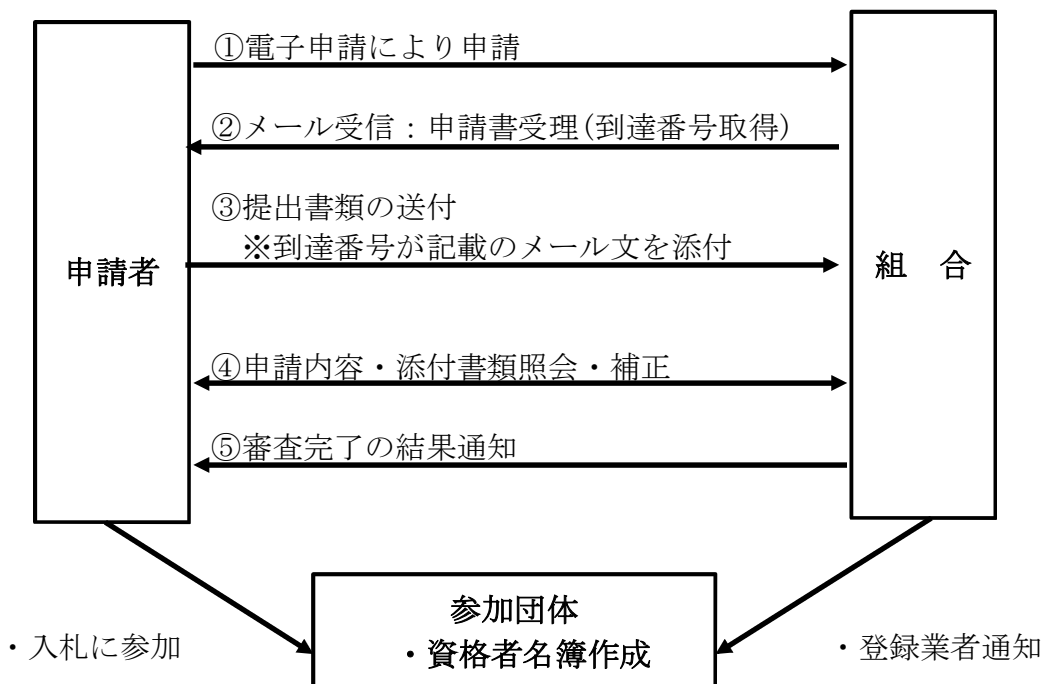 ①電子申請により申請
②メール受信：申請書受理(到達番号取得)
③提出書類の送付
※到達番号が記載のメール文を添付
申請者
組　合
④申請内容・添付書類照会・補正
⑤審査完了の結果通知
参加団体
・資格者名簿作成
・入札に参加
・登録業者通知